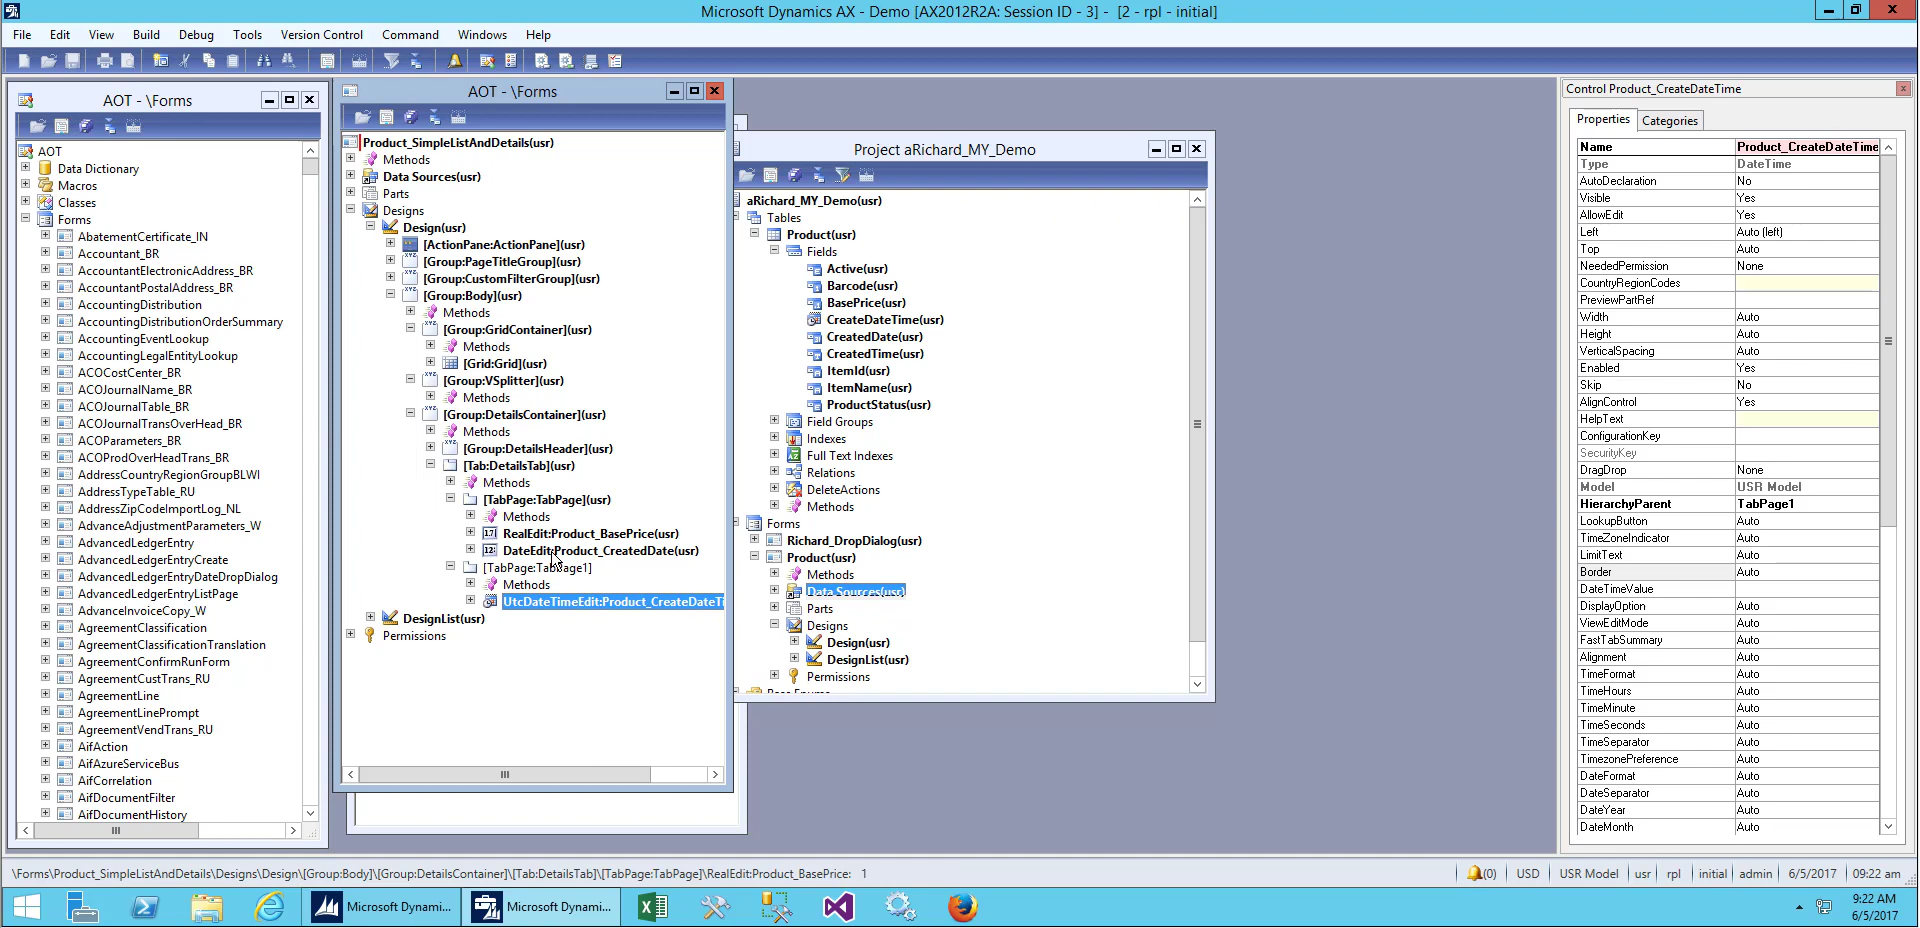 Microsoft Dynamics AX - Demo [AX2012R2A: Session ID - 3] - [2 - rpl - initial]
File Edit View Build Debug Tools Version Control Command Windows Help
AOT - \Forms
AOT
Data Dictionary
Macros
Classes
Forms
AbatementCertificate_IN
Accountant_BR
AccountantElectronicAddress_BR
AccountantPostalAddress_BR
AccountingDistribution
AccountingDistributionOrderSummary
AccountingEventLookup
AccountingLegalEntityLookup
ACOCostCenter_BR
ACOJournalName_BR
ACOJournalTable_BR
ACOJournalTransOverHead_BR
ACOParameters_BR
ACOProdOverHeadTrans_BR
AddressCountryRegionGroupBLWI
AddressTypeTable_RU
AddressZipCodeImportLog_NL
AdvanceAdjustmentParameters_W
AdvancedLedgerEntry
AdvancedLedgerEntryCreate
AdvancedLedgerEntryDateDropDialog
AdvancedLedgerEntryListPage
AdvanceInvoiceCopy_W
AgreementClassification
AgreementClassificationTranslation
AgreementConfirmRunForm
AgreementCustTrans_RU
AgreementLine
AgreementLinePrompt
AgreementVendTrans_RU
AifAction
AifAzureServiceBus
AifCorrelation
AifDocumentFilter
AifDocumentHistory
AOT - \Forms
Product_SimpleListAndDetails(usr)
Methods
Data Sources(usr)
Parts
Designs
Design(usr)
[ActionPane:ActionPane](usr)
[Group:PageTitleGroup](usr)
[Group:CustomFilterGroup](usr)
[Group:Body](usr)
Methods
[Group:GridContainer](usr)
Methods
[Grid:Grid](usr)
[Group:VSplitter](usr)
Methods
[Group:DetailsContainer](usr)
Methods
[Group:DetailsHeader](usr)
[Tab:DetailsTab](usr)
Methods
[TabPage:TabPage](usr)
Methods
RealEdit:Product_BasePrice(usr)
DateEdit:Product_CreatedDate(usr)
[TabPage:TabPage1]
Methods
UtcDateTimeEdit:Product_CreateDateTi
DesignList(usr)
Permissions
Project aRichard_MY_Demo
aRichard_MY_Demo(usr)
Tables
Product(usr)
Fields
Active(usr)
Barcode(usr)
BasePrice(usr)
CreateDateTime(usr)
CreatedDate(usr)
CreatedTime(usr)
ItemId(usr)
ItemName(usr)
ProductStatus(usr)
Field Groups
Indexes
Full Text Indexes
Relations
DeleteActions
Methods
Forms
Richard_DropDialog(usr)
Product(usr)
Methods
Data Sources(usr)
Parts
Designs
Design(usr)
DesignList(usr)
Permissions
Control Product_CreateDateTime
Properties Categories
Name Product_CreateDateTime
Type DateTime
AutoDeclaration No
Visible Yes
AllowEdit Yes
Left Auto (left)
Top Auto
NeededPermission None
CountryRegionCodes
PreviewPartRef
Width Auto
Height Auto
VerticalSpacing Auto
Enabled Yes
Skip No
AlignControl Yes
HelpText
ConfigurationKey
SecurityKey
DragDrop None
Model USR Model
HierarchyParent TabPage1
LookupButton Auto
TimeZoneIndicator Auto
LimitText Auto
Border Auto
DateTimeValue
DisplayOption Auto
ViewEditMode Auto
FastTabSummary Auto
Alignment Auto
TimeFormat Auto
TimeHours Auto
TimeMinute Auto
TimeSeconds Auto
TimeSeparator Auto
TimezonePreference Auto
DateFormat Auto
DateSeparator Auto
DateYear Auto
DateMonth Auto
\Forms\Product_SimpleListAndDetails\Designs\Design\[Group:Body]\[Group:DetailsContainer]\[Tab:DetailsTab]\[TabPage:TabPage]\RealEdit:Product_BasePrice: 1
(0) USD USR Model usr rpl initial admin 6/5/2017 09:22 am
Microsoft Dynami...
Microsoft Dynami...
9:22 AM
6/5/2017